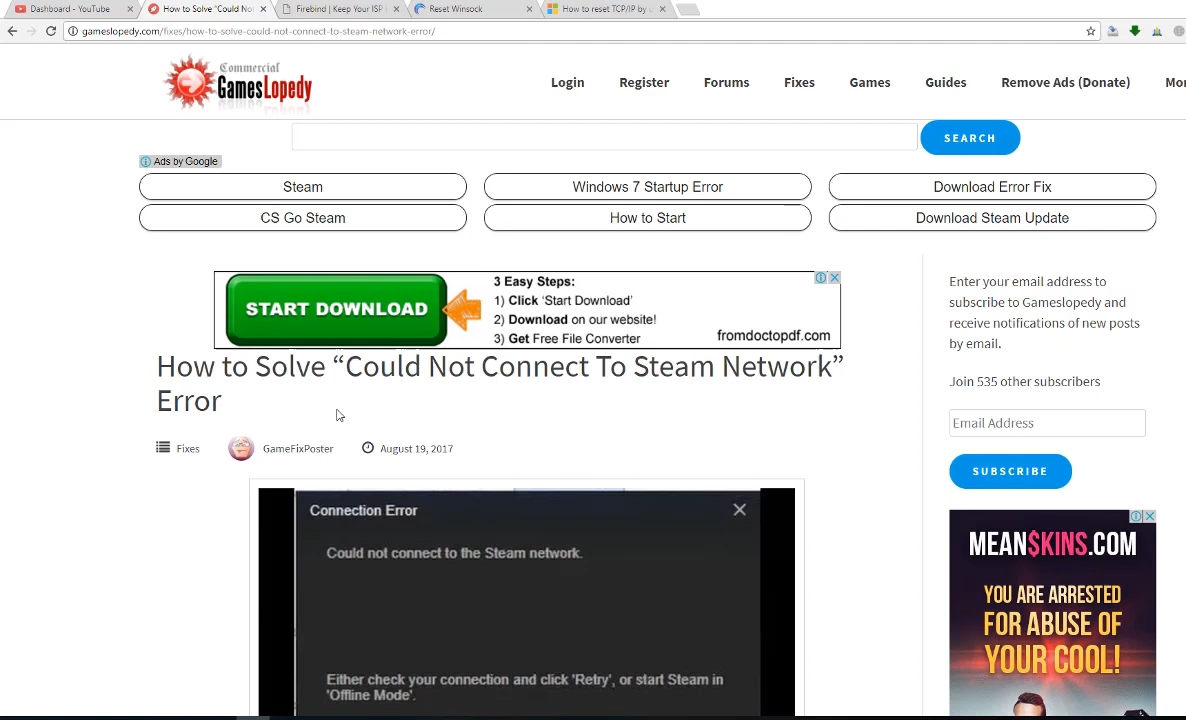 Dashboard - YouTube
How to Solve “Could No
Firebind | Keep Your ISP
Reset Winsock
How to reset TCP/IP by u
gameslopedy.com/fixes/how-to-solve-could-not-connect-to-steam-network-error/
Commercial
GamesLopedy
Login
Register
Forums
Fixes
Games
Guides
Remove Ads (Donate)
Mor
SEARCH
Ads by Google
Steam
Windows 7 Startup Error
Download Error Fix
CS Go Steam
How to Start
Download Steam Update
START DOWNLOAD
3 Easy Steps:
1) Click ‘Start Download’
2) Download on our website!
3) Get Free File Converter
fromdoctopdf.com
How to Solve “Could Not Connect To Steam Network”
Error
Fixes
GameFixPoster
August 19, 2017
Connection Error
Could not connect to the Steam network.
Either check your connection and click 'Retry', or start Steam in
'Offline Mode'.
Enter your email address to
subscribe to Gameslopedy and
receive notifications of new posts
by email.
Join 535 other subscribers
Email Address
SUBSCRIBE
MEAN$KINS.COM
YOU ARE ARRESTED
FOR ABUSE OF
YOUR COOL!